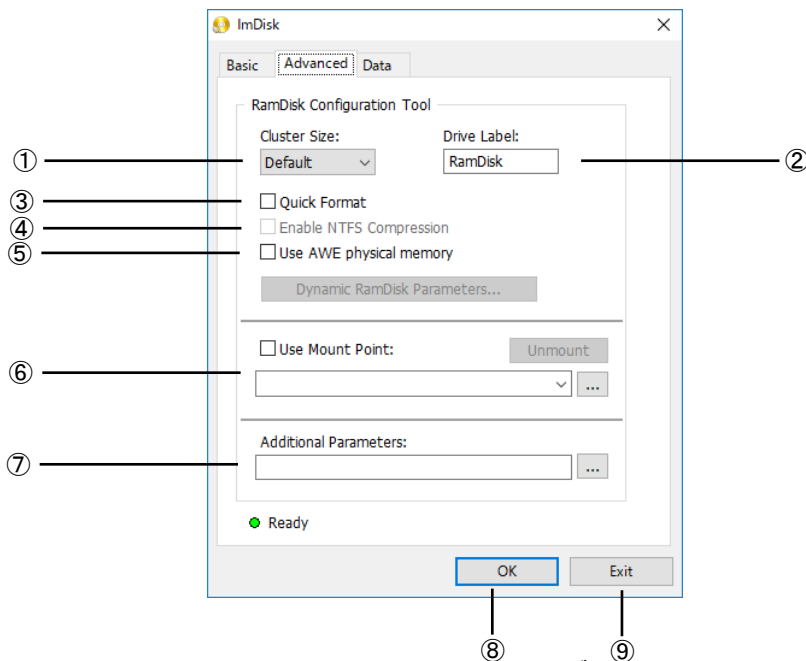 ImDisk
Basic Advanced Data
RamDisk Configuration Tool
Cluster Size: Drive Label:
① Default RamDisk ②
③ Quick Format
④ Enable NTFS Compression
⑤ Use AWE physical memory
Dynamic RamDisk Parameters...
Use Mount Point: Unmount
⑥ ...
Additional Parameters:
⑦ ...
Ready
OK Exit
⑧ ⑨